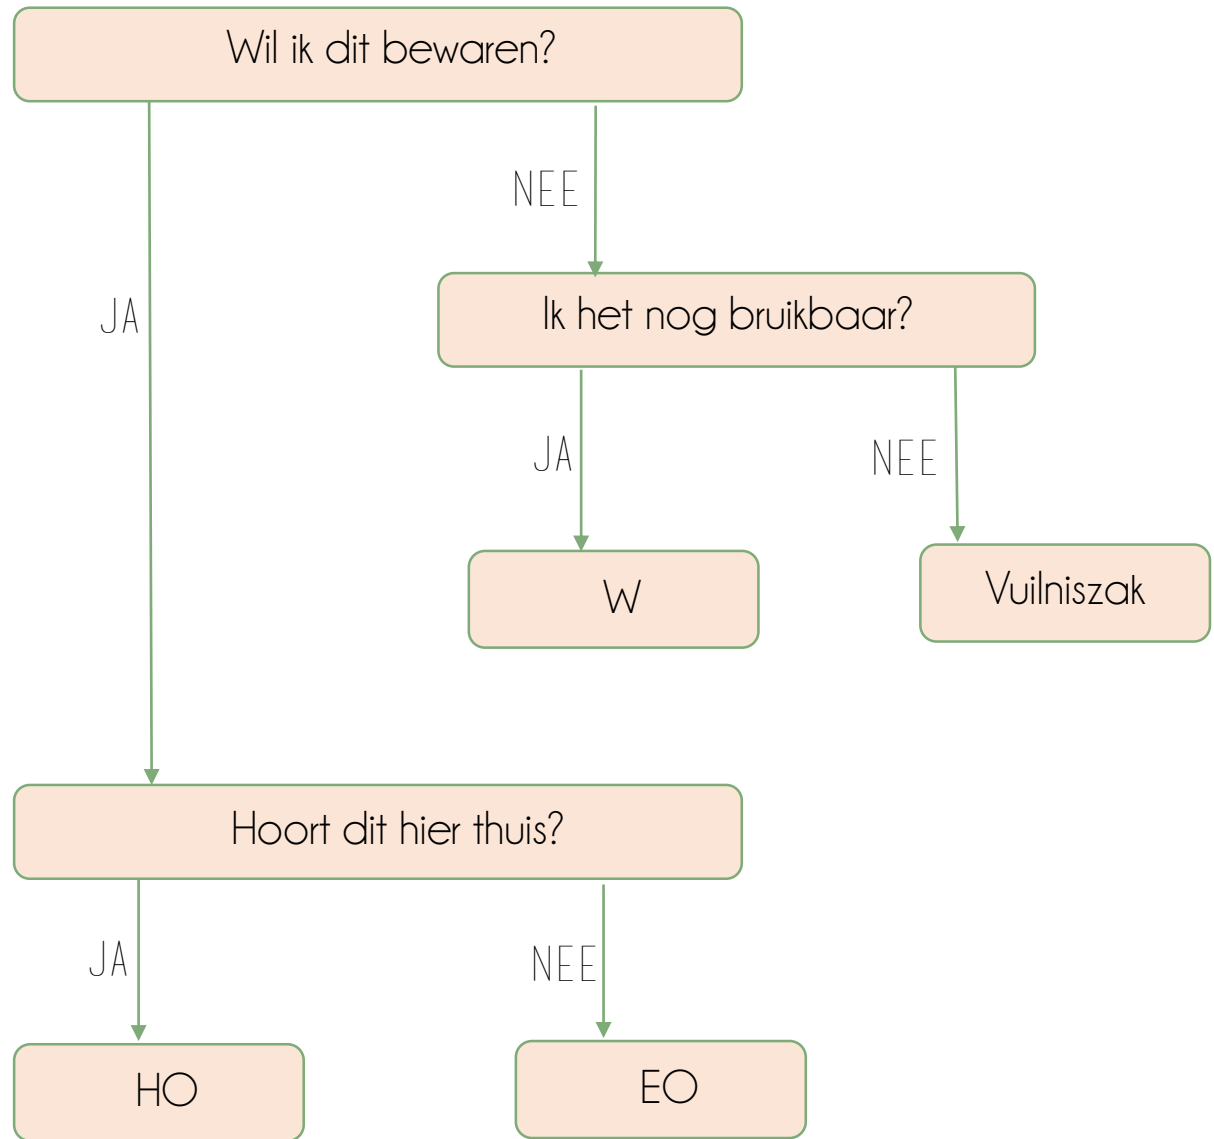 Wil ik dit bewaren?
NEE
JA
Ik het nog bruikbaar?
JA
NEE
W
Vuilniszak
Hoort dit hier thuis?
JA
NEE
HO
EO